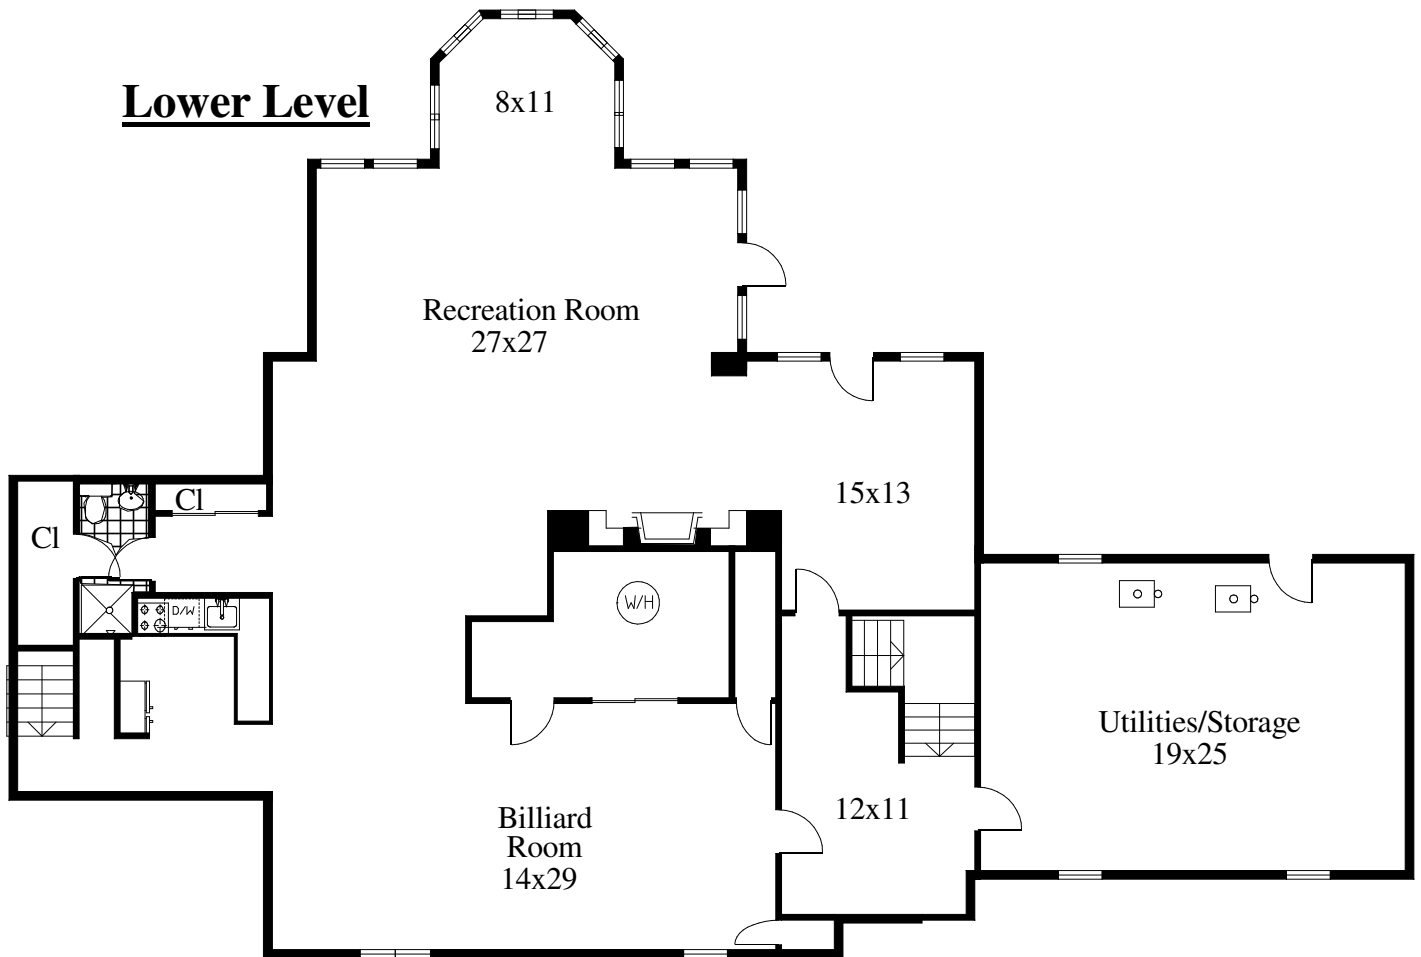 Lower Level
8x11
Recreation Room
27x27
15x13
Cl
Cl
D/W
W/H
Utilities/Storage
19x25
12x11
Billiard
Room
14x29